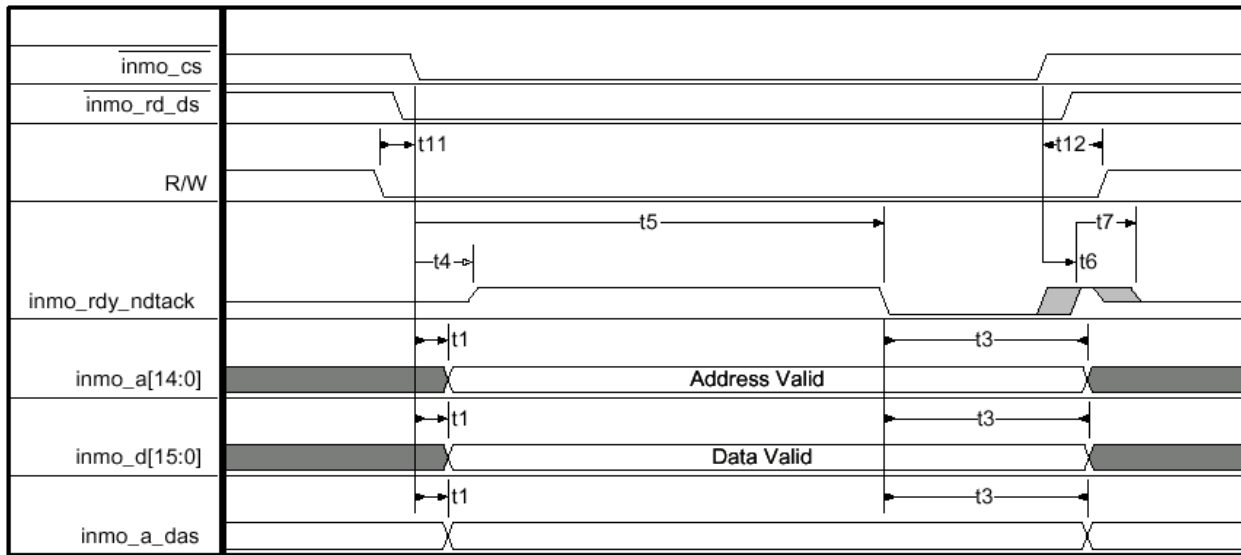 inmo_cs
inmo_rd_ds
t11
t12
R/W
t5
t7
t4
t6
inmo_rdy_ndtack
t1
t3
inmo_a[14:0]
Address Valid
t1
t3
inmo_d[15:0]
Data Valid
t1
t3
inmo_a_das